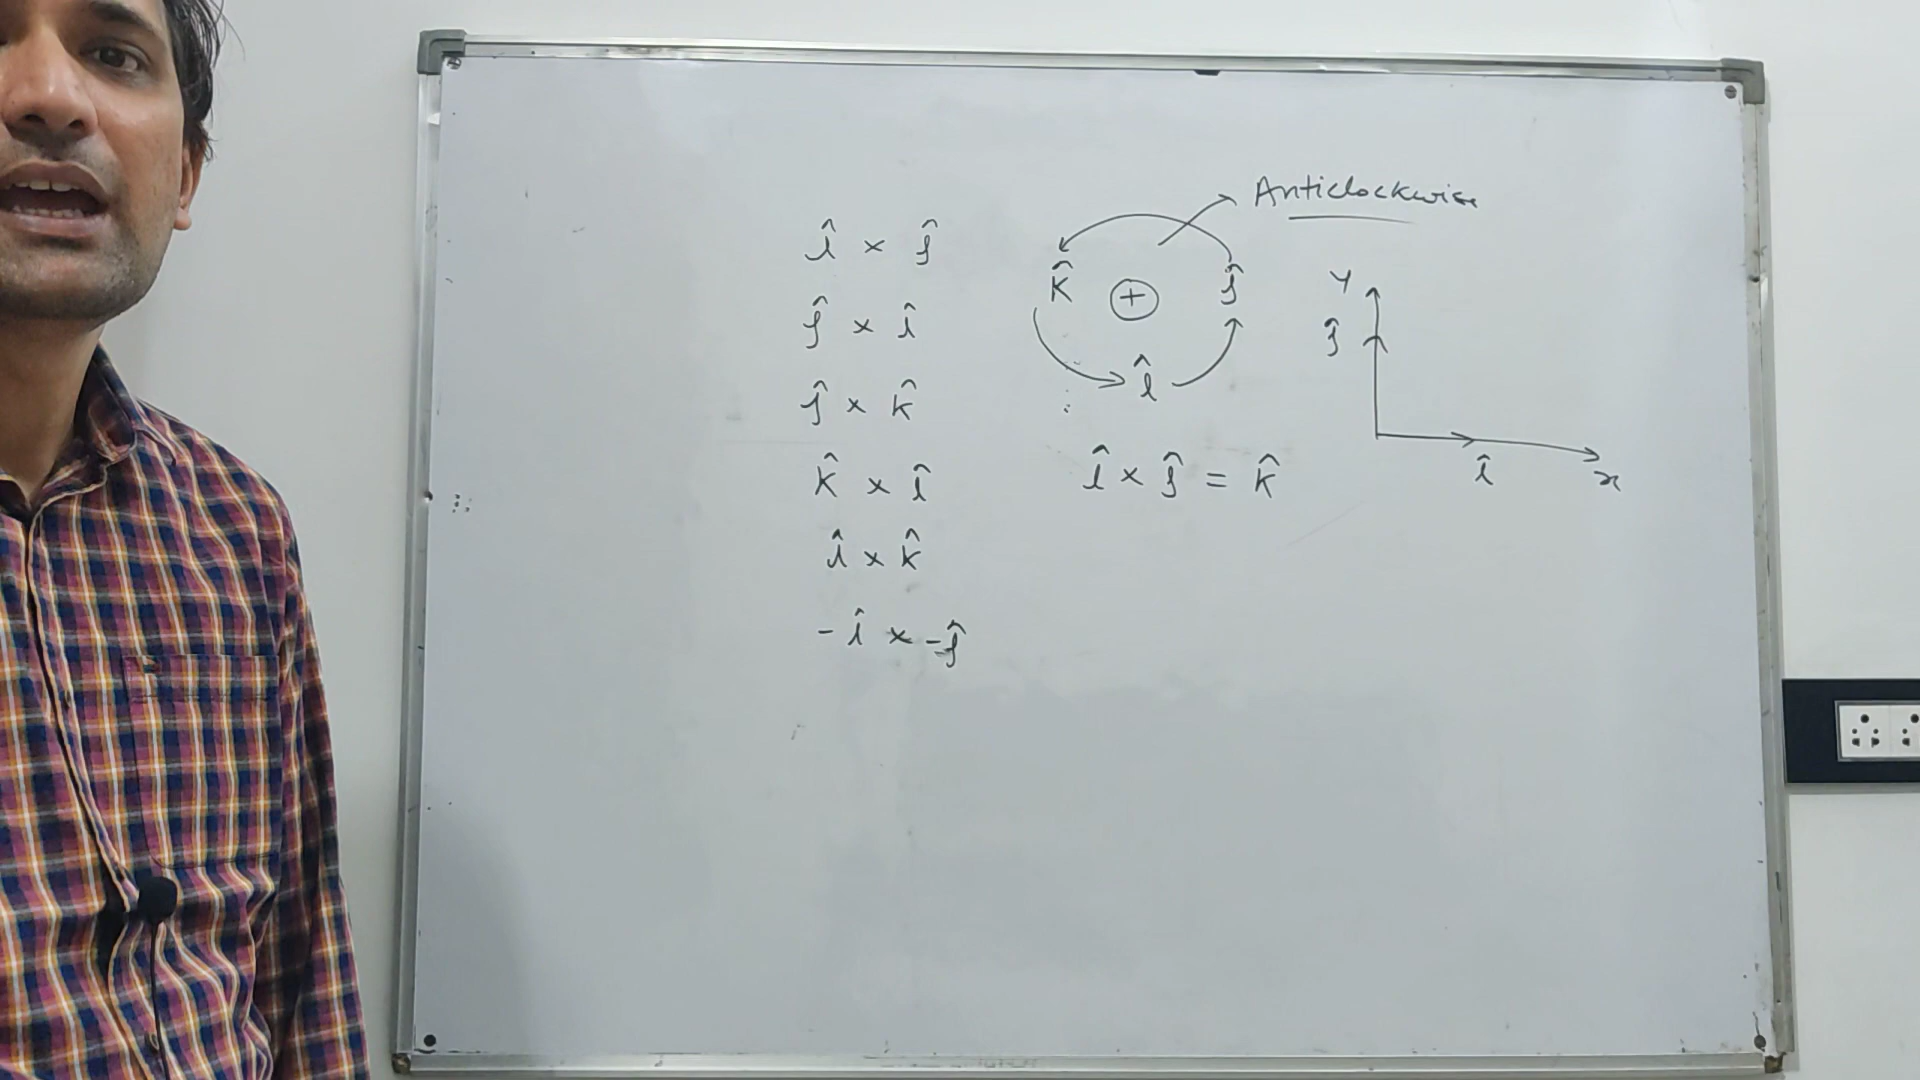 î × ĵ
ĵ × î
ĵ × k̂
k̂ × î
î × k̂
-î × -ĵ
Anticlockwise
k̂ + ĵ
î
î × ĵ = k̂
y
ĵ
î
x